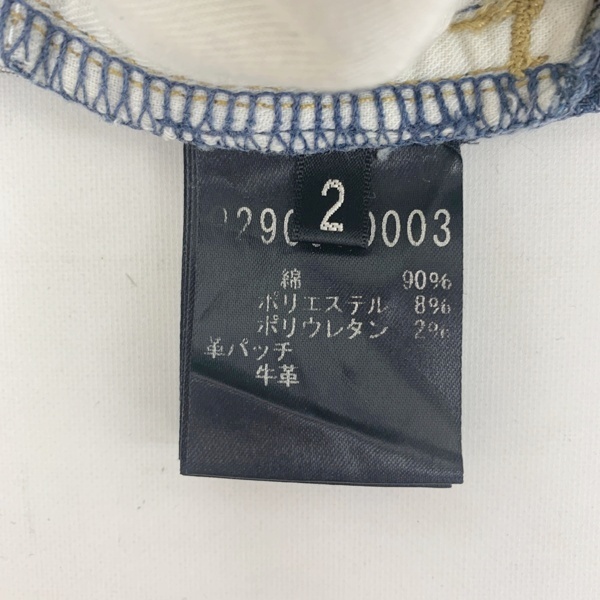 2
0003
綿 90%
ポリエステル 8%
ポリウレタン 2%
革パッチ
牛革